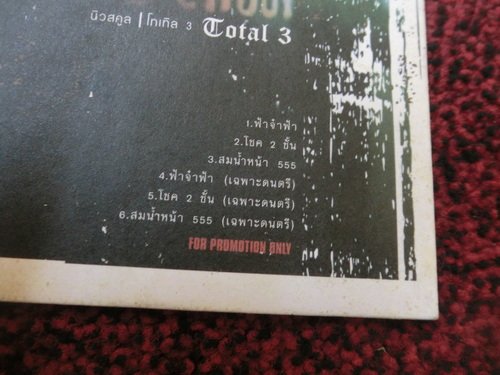 นิวสคูล | โทเทิล 3 Total 3
1.ฟ้าจำฟ้า
2.โชค 2 ชั้น
3.สมน้ำหน้า 555
4.ฟ้าจำฟ้า (เฉพาะดนตรี)
5.โชค 2 ชั้น (เฉพาะดนตรี)
6.สมน้ำหน้า 555 (เฉพาะดนตรี)
FOR PROMOTION ONLY